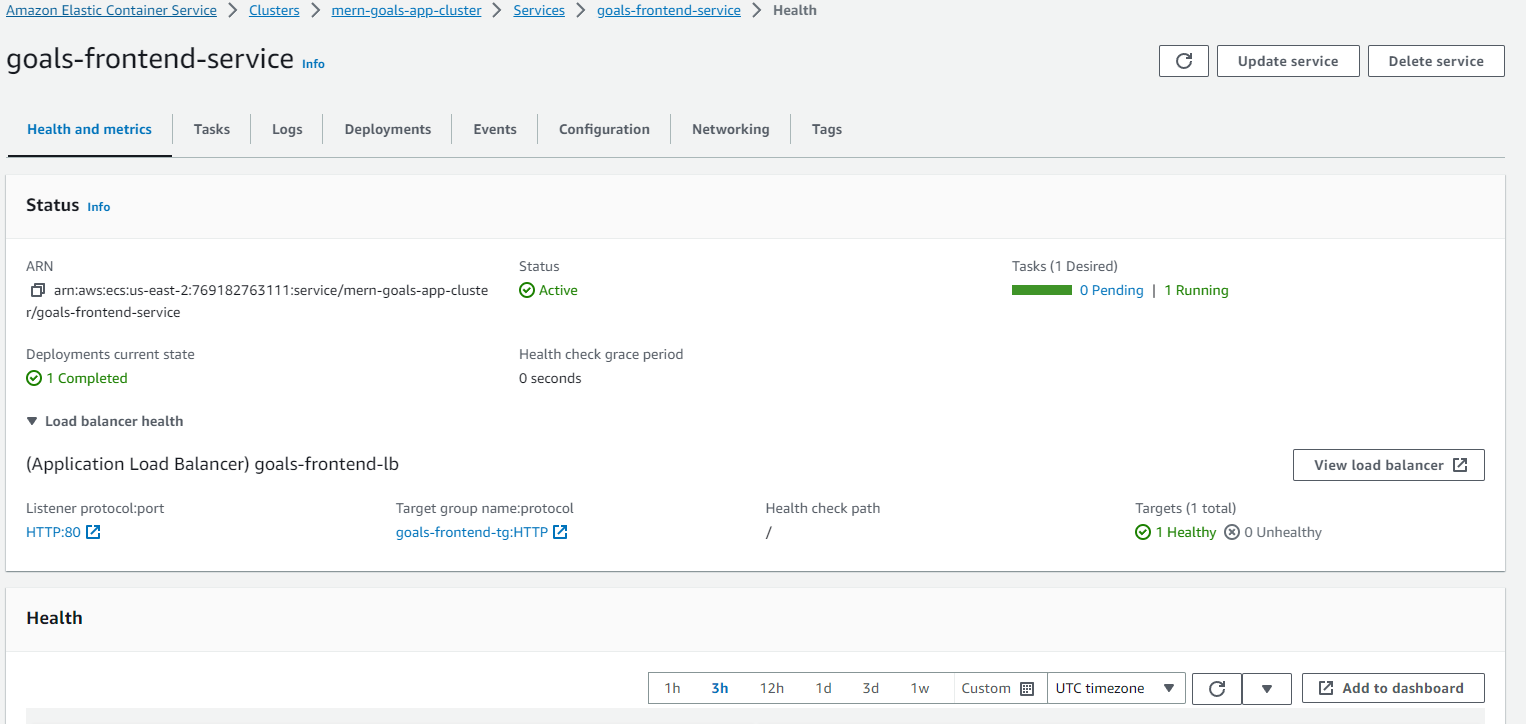 Amazon Elastic Container Service > Clusters > mern-goals-app-cluster > Services > goals-frontend-service > Health
goals-frontend-service Info
Update service Delete service
Health and metrics Tasks Logs Deployments Events Configuration Networking Tags
Status Info
ARN Status Tasks (1 Desired)
arn:aws:ecs:us-east-2:769182763111:service/mern-goals-app-cluste Active 0 Pending | 1 Running
r/goals-frontend-service
Deployments current state Health check grace period
1 Completed 0 seconds
Load balancer health
(Application Load Balancer) goals-frontend-lb View load balancer
Listener protocol:port Target group name:protocol Health check path Targets (1 total)
HTTP:80 goals-frontend-tg:HTTP / 1 Healthy 0 Unhealthy
Health
1h 3h 12h 1d 3d 1w Custom UTC timezone Add to dashboard